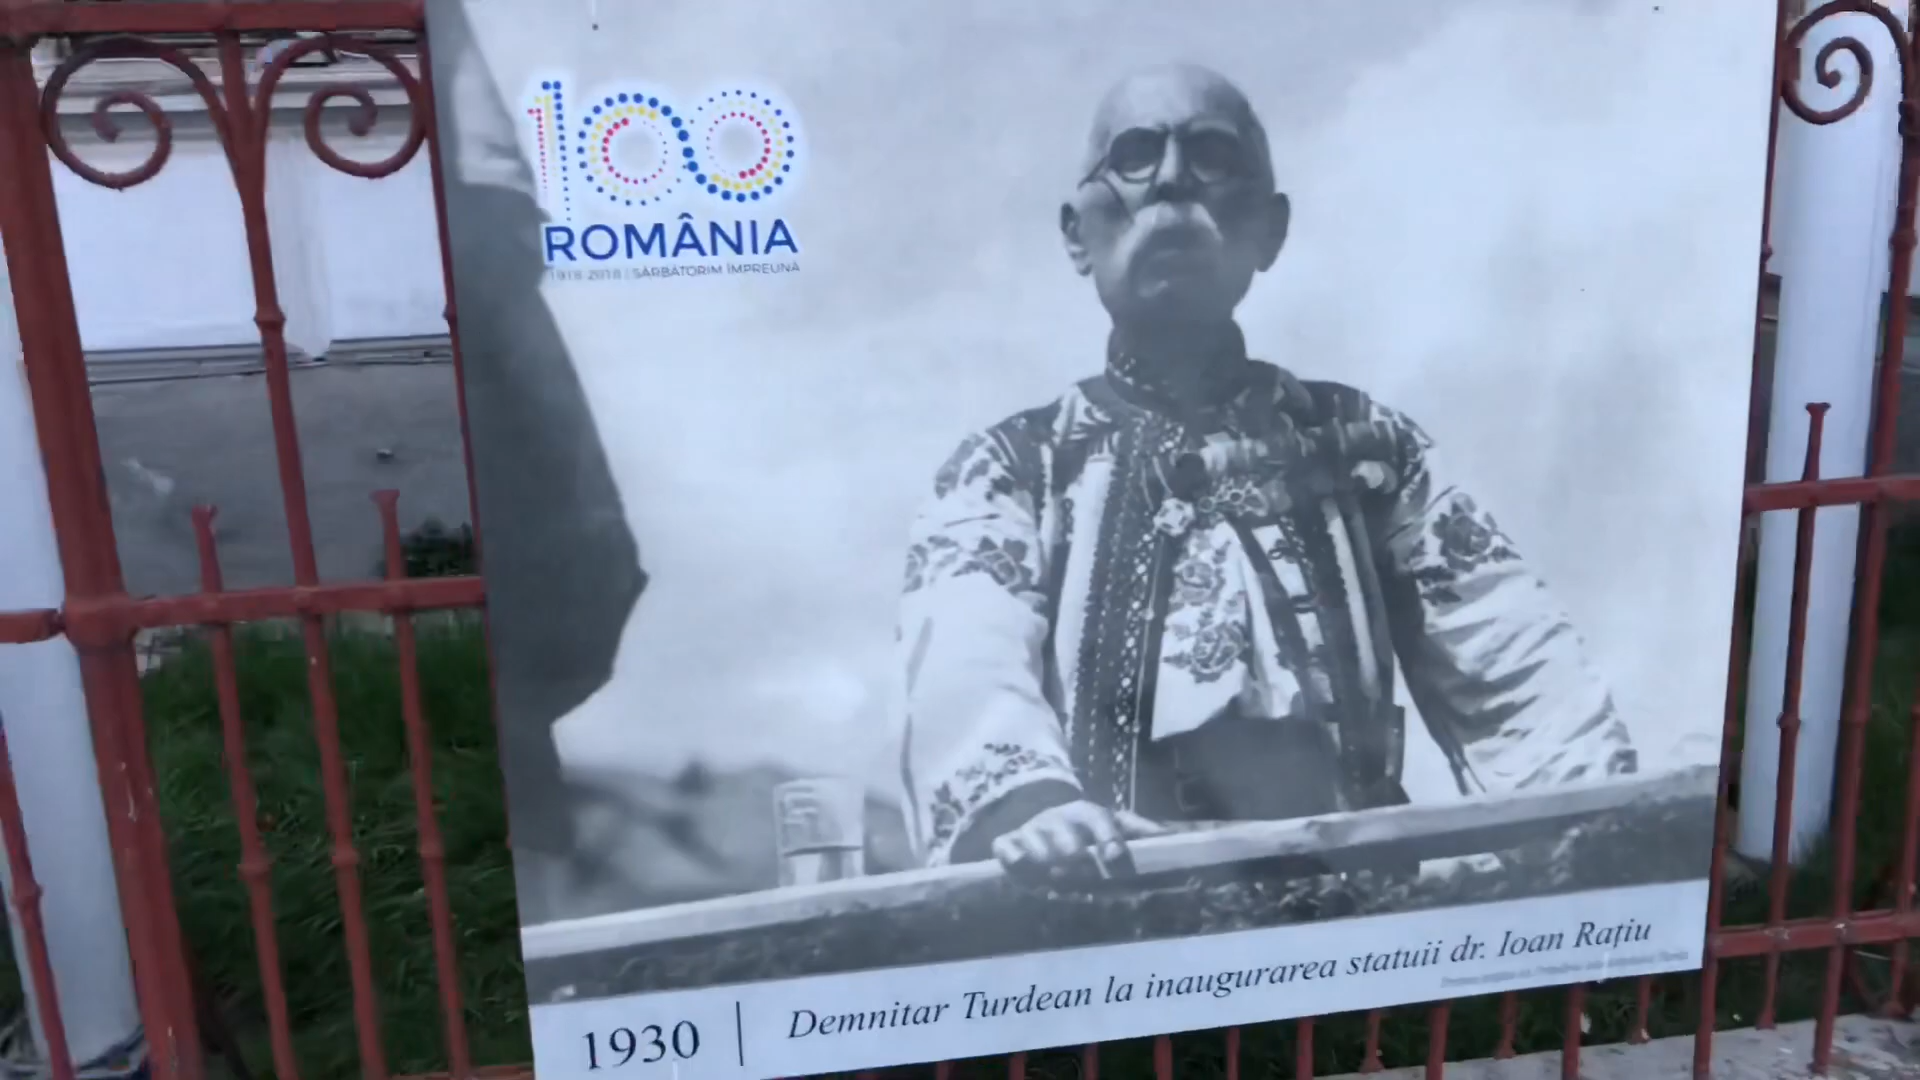 100
ROMÂNIA
1918-2018 | SĂRBĂTORIM ÎMPREUNĂ
1930 | Demnitar Turdean la inaugurarea statuii dr. Ioan Rațiu